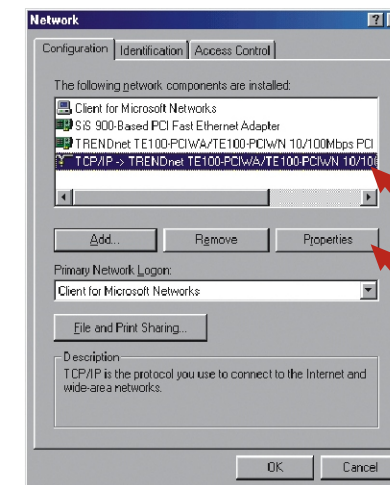 Network
?
Configuration Identification Access Control
The following network components are installed:
Client for Microsoft Networks
SiS 900-Based PCI Fast Ethernet Adapter
TRENDnet TE100-PCIWA/TE100-PCIWN 10/100Mbps PCI
TCP/IP -> TRENDnet TE100-PCIWA/TE100-PCIWN 10/100
Add... Remove Properties
Primary Network Logon:
Client for Microsoft Networks
File and Print Sharing...
Description
TCP/IP is the protocol you use to connect to the Internet and
wide-area networks.
OK Cancel